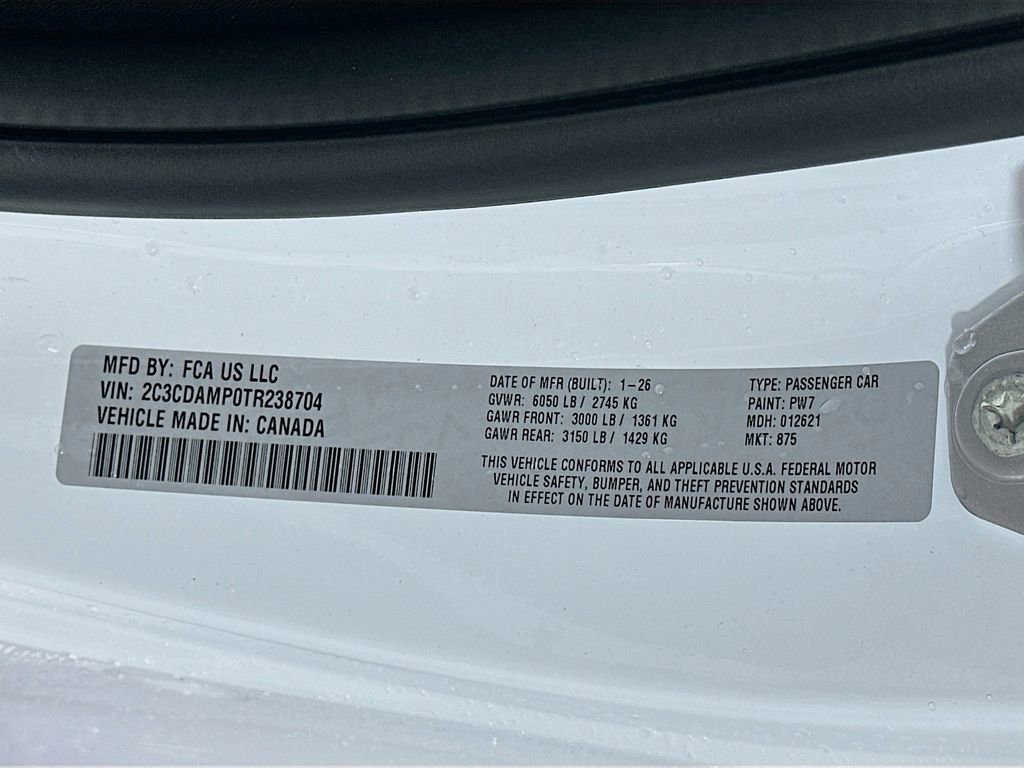 MFD BY: FCA US LLC
VIN: 2C3CDAMP0TR238704
VEHICLE MADE IN: CANADA
DATE OF MFR (BUILT): 1-26
GVWR: 6050 LB / 2745 KG
GAWR FRONT: 3000 LB / 1361 KG
GAWR REAR: 3150 LB / 1429 KG
TYPE: PASSENGER CAR
PAINT: PW7
MDH: 012621
MKT: 875
THIS VEHICLE CONFORMS TO ALL APPLICABLE U.S.A. FEDERAL MOTOR
VEHICLE SAFETY, BUMPER, AND THEFT PREVENTION STANDARDS
IN EFFECT ON THE DATE OF MANUFACTURE SHOWN ABOVE.